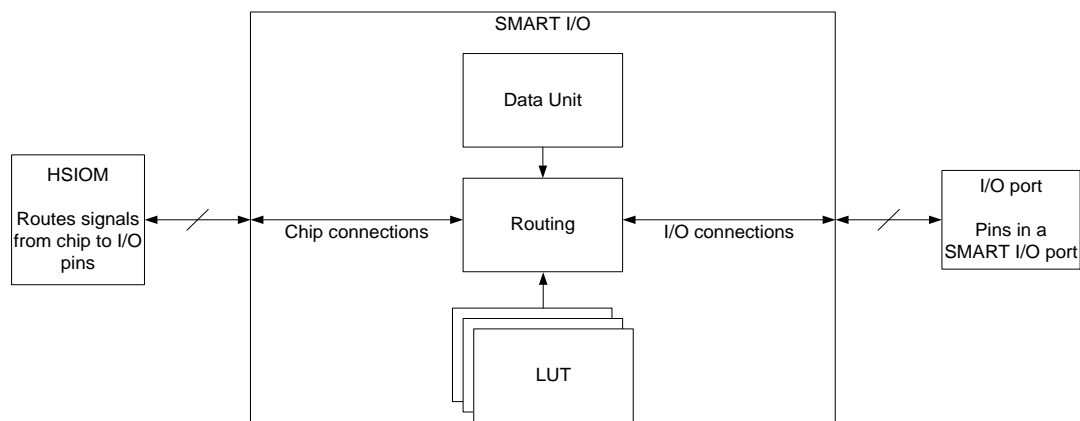 SMART I/O
Data Unit
HSIOM
Routes signals
from chip to I/O
pins
Chip connections
Routing
I/O connections
I/O port
Pins in a
SMART I/O port
LUT